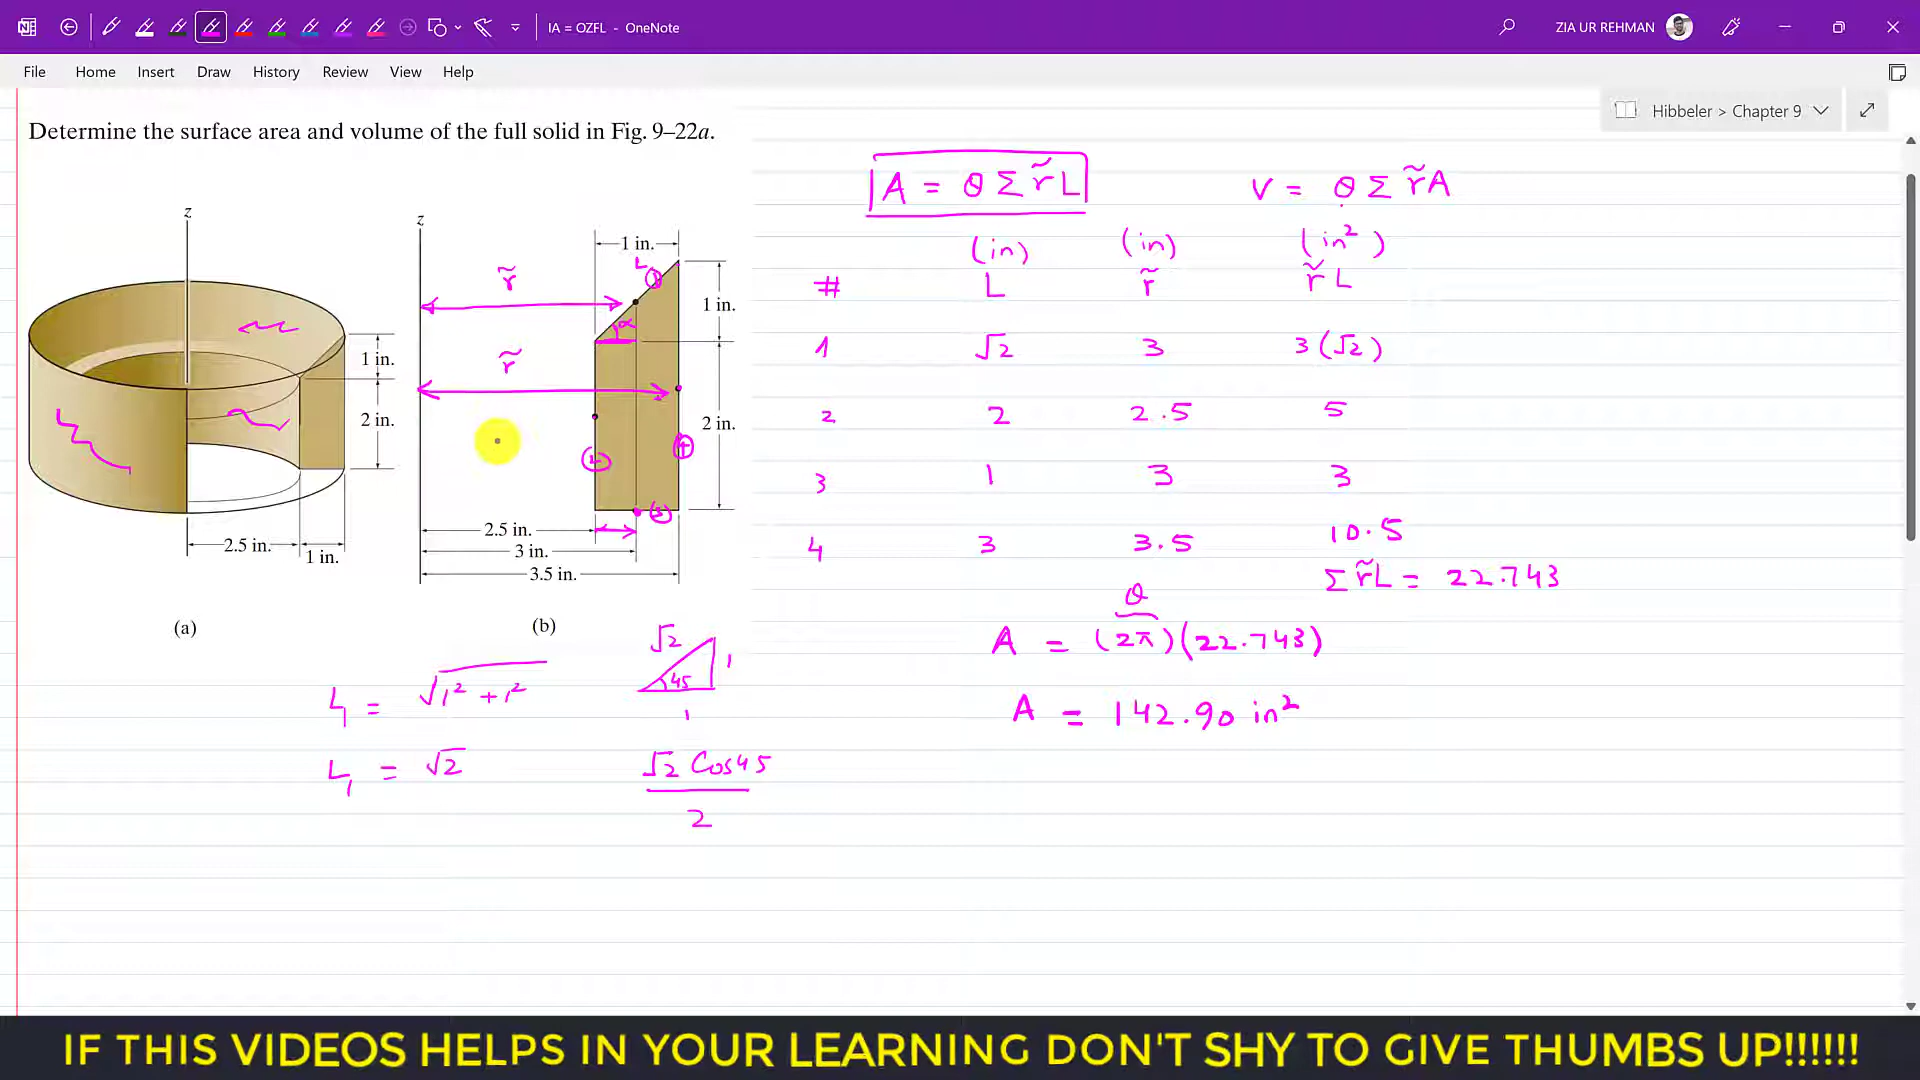 IA = OZFL - OneNote
ZIA UR REHMAN
File Home Insert Draw History Review View Help
Hibbeler > Chapter 9
Determine the surface area and volume of the full solid in Fig. 9–22a.
z
1 in.
2 in.
2.5 in.
1 in.
(a)
z
1 in.
L
1
r̃
1 in.
α
r̃
2 in.
2
4
3
2.5 in.
3 in.
3.5 in.
(b)
L₁ = √1² + 1²
L₁ = √2
√2
1
45
1
√2 Cos45
2
A = θ Σ r̃ L
V = θ Σ r̃ A
(in) (in) (in²)
# L r̃ r̃ L
1 √2 3 3(√2)
2 2 2.5 5
3 1 3 3
4 3 3.5 10.5
Σ r̃L = 22.743
θ
A = (2π)(22.743)
A = 142.90 in²
IF THIS VIDEOS HELPS IN YOUR LEARNING DON'T SHY TO GIVE THUMBS UP!!!!!!